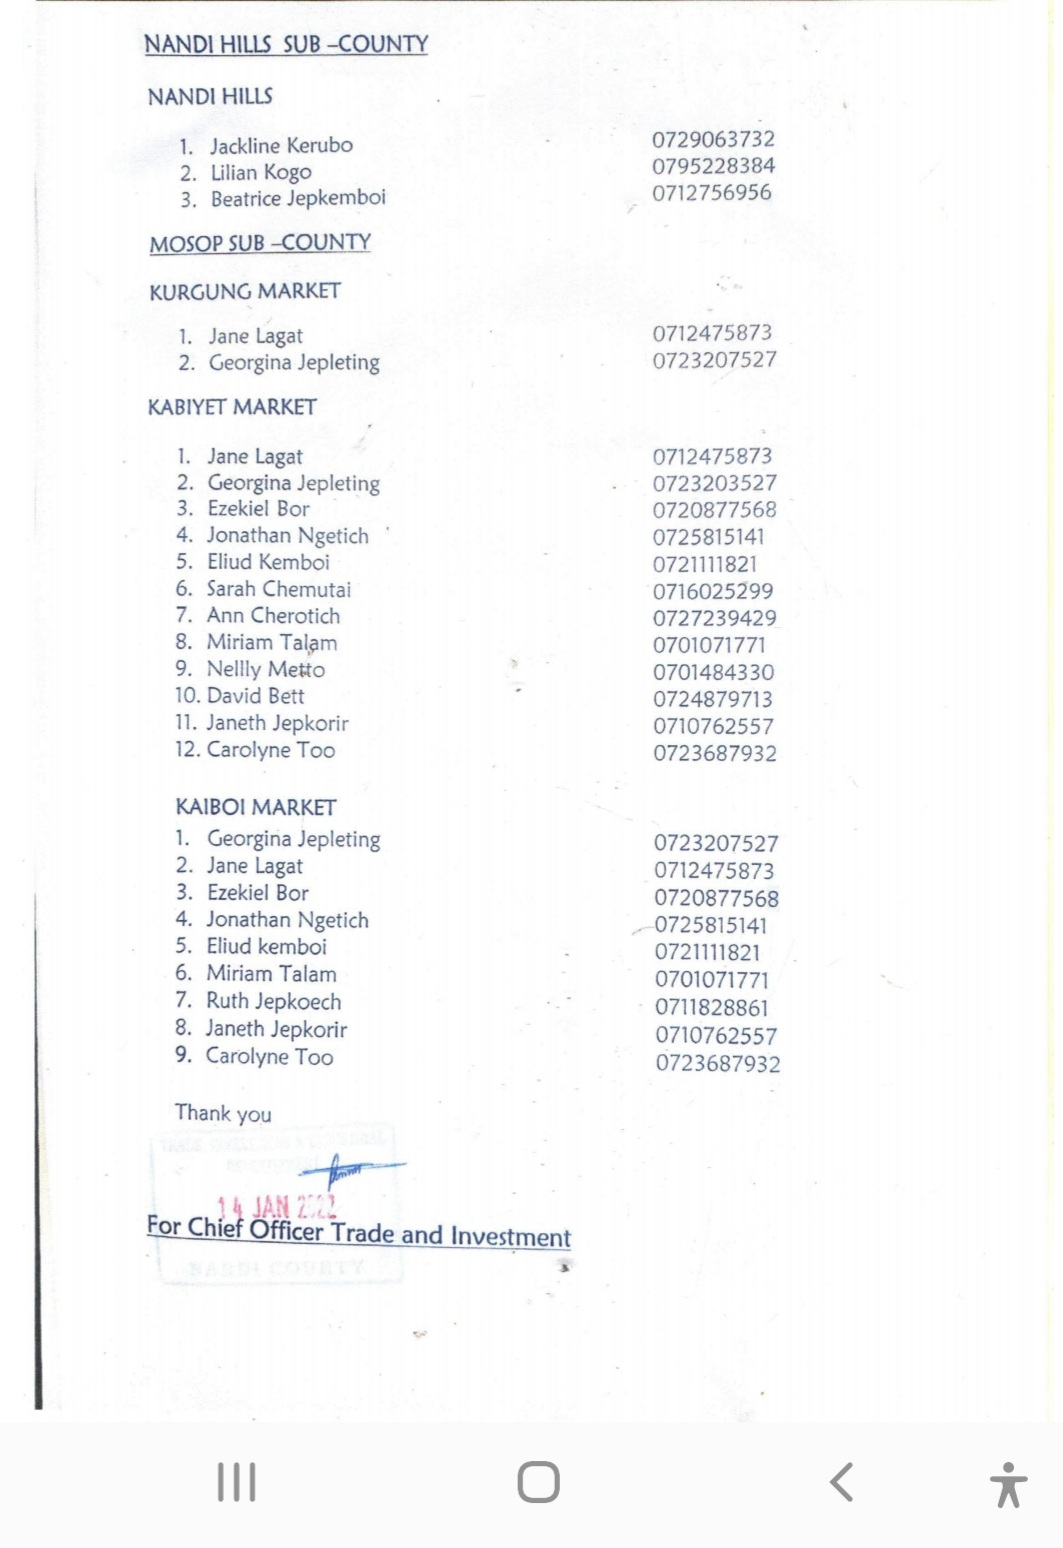 NANDI HILLS SUB –COUNTY
NANDI HILLS
1. Jackline Kerubo 0729063732
2. Lilian Kogo 0795228384
3. Beatrice Jepkemboi 0712756956
MOSOP SUB –COUNTY
KURGUNG MARKET
1. Jane Lagat 0712475873
2. Georgina Jepleting 0723207527
KABIYET MARKET
1. Jane Lagat 0712475873
2. Georgina Jepleting 0723203527
3. Ezekiel Bor 0720877568
4. Jonathan Ngetich 0725815141
5. Eliud Kemboi 0721111821
6. Sarah Chemutai 0716025299
7. Ann Cherotich 0727239429
8. Miriam Talam 0701071771
9. Nellly Metto 0701484330
10. David Bett 0724879713
11. Janeth Jepkorir 0710762557
12. Carolyne Too 0723687932
KAIBOI MARKET
1. Georgina Jepleting 0723207527
2. Jane Lagat 0712475873
3. Ezekiel Bor 0720877568
4. Jonathan Ngetich 0725815141
5. Eliud kemboi 0721111821
6. Miriam Talam 0701071771
7. Ruth Jepkoech 0711828861
8. Janeth Jepkorir 0710762557
9. Carolyne Too 0723687932
Thank you
14 JAN 2022
For Chief Officer Trade and Investment
NANDI COUNTY